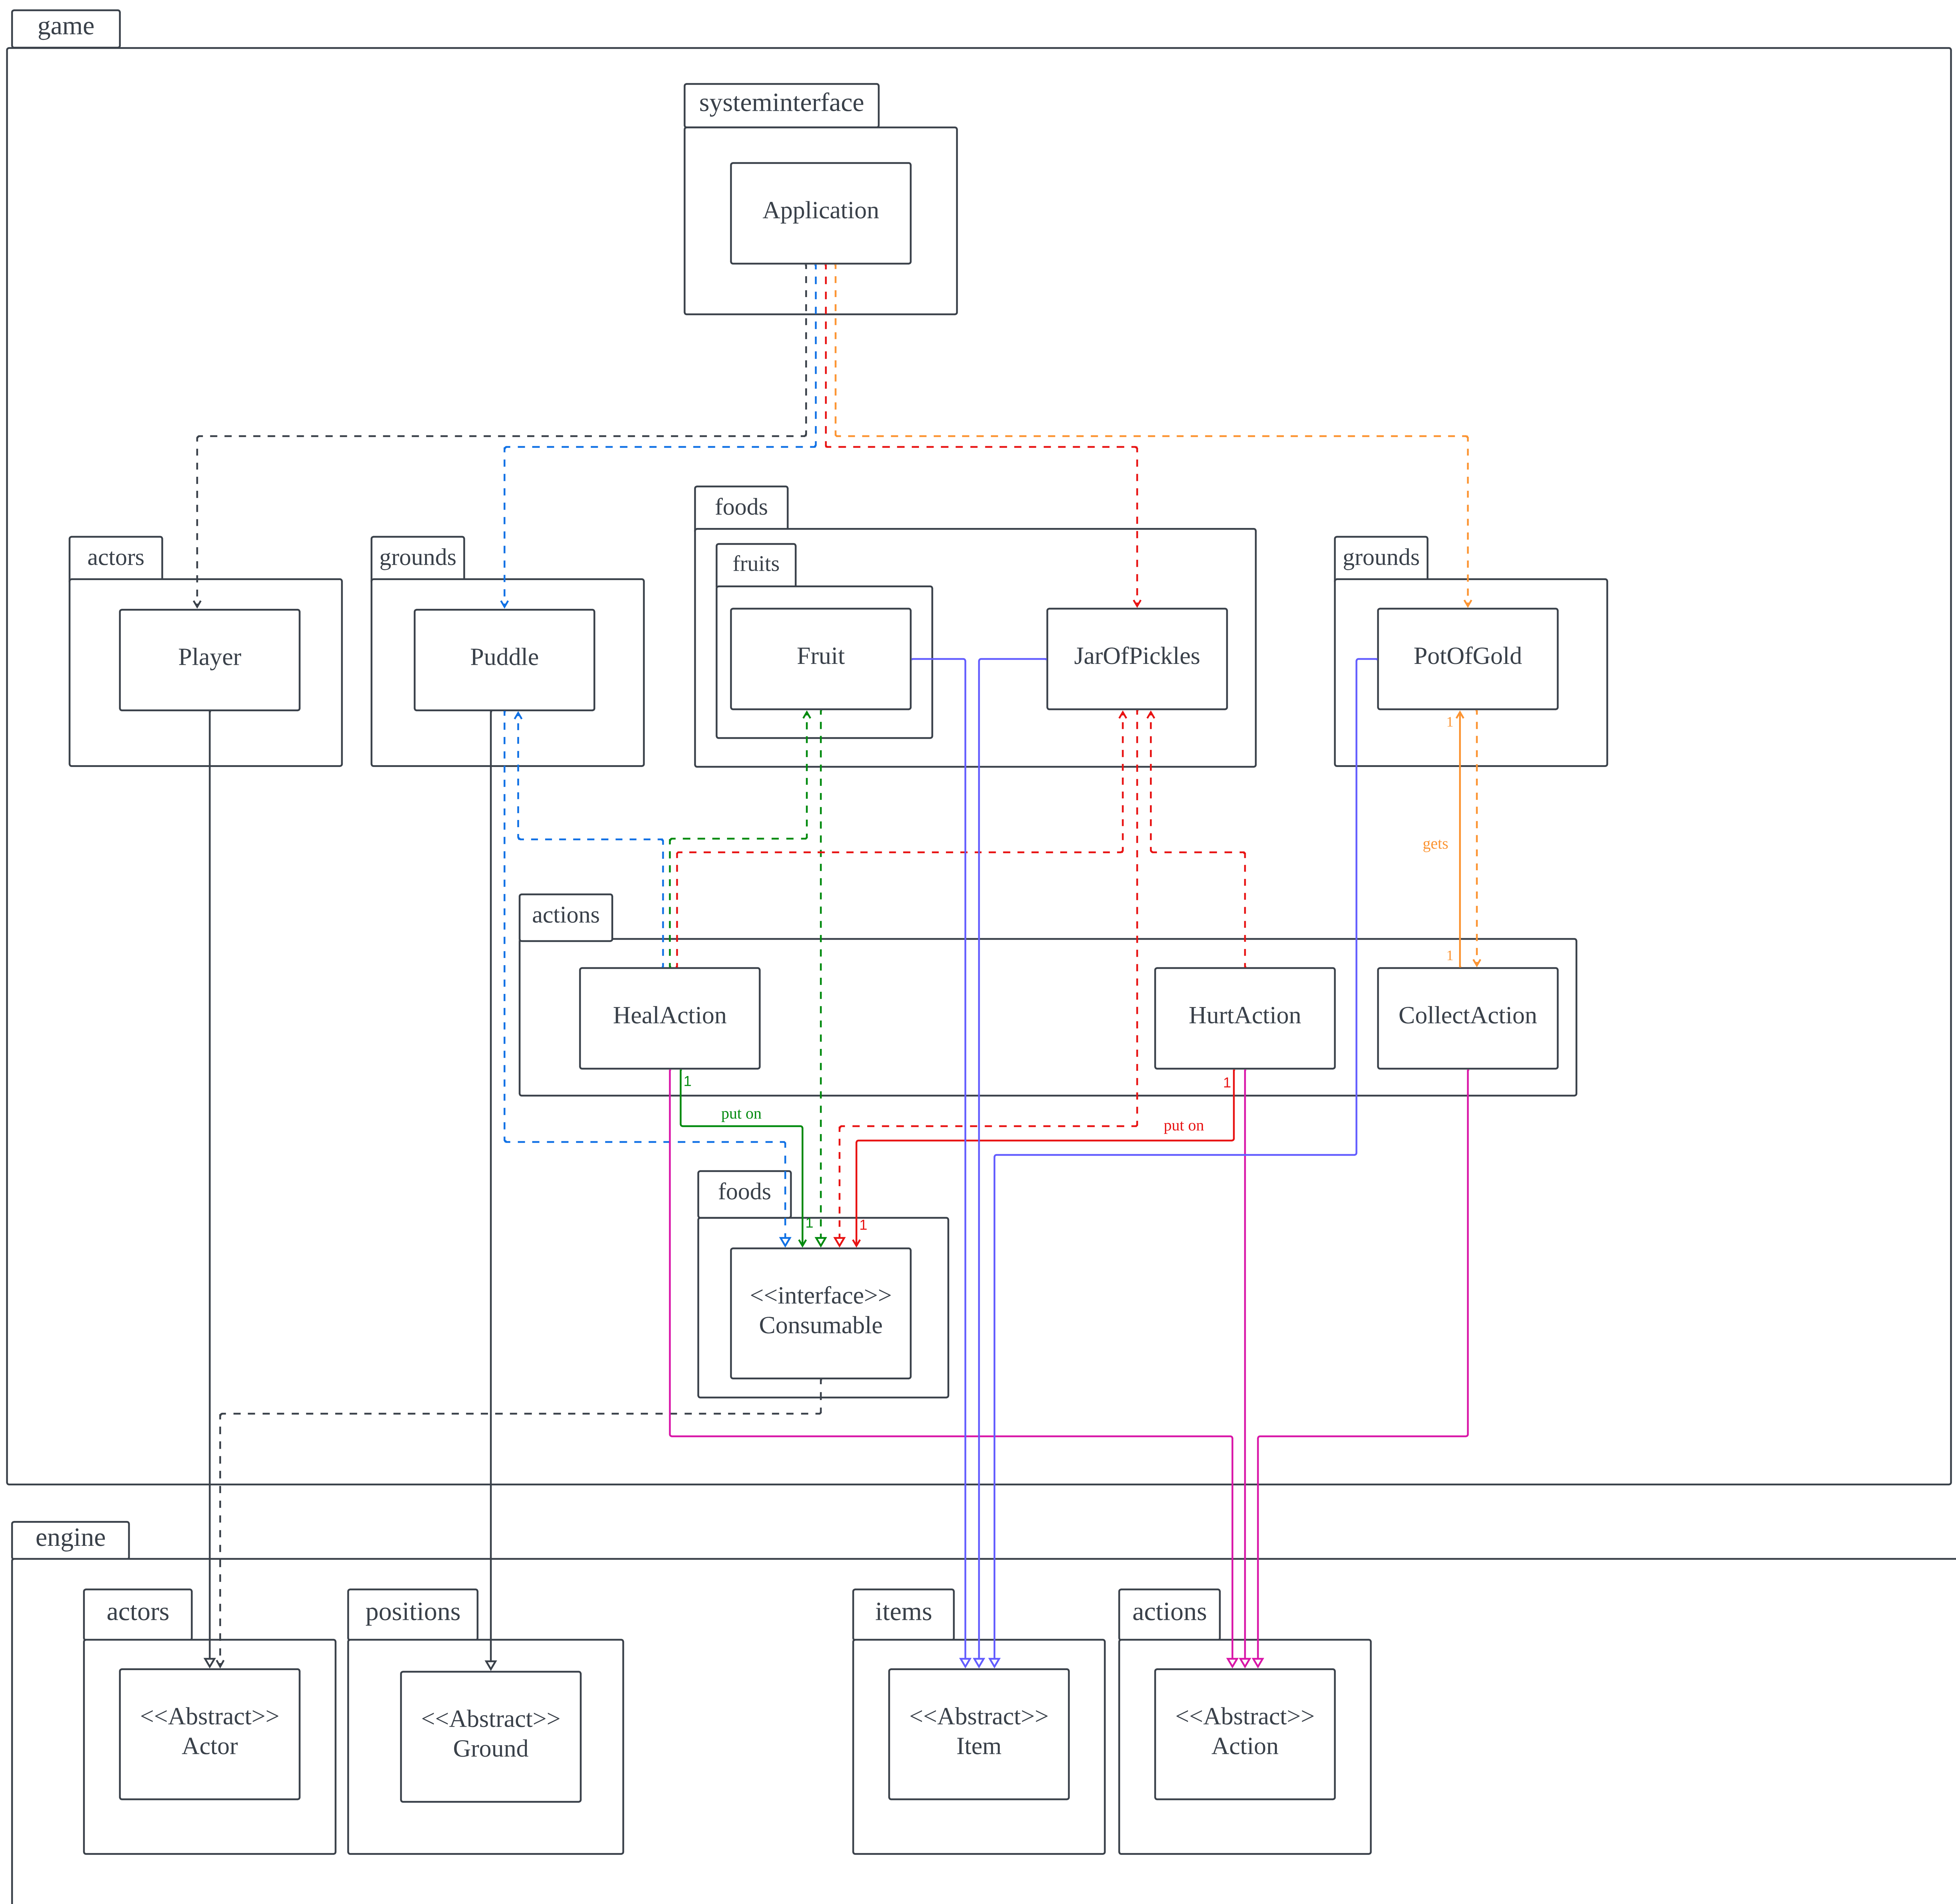 game
systeminterface
Application
foods
actors
grounds
fruits
grounds
Player
Puddle
Fruit
JarOfPickles
PotOfGold
1
gets
actions
1
HealAction
HurtAction
CollectAction
1
1
put on
put on
foods
1
1
<<interface>>
Consumable
engine
actors
positions
items
actions
<<Abstract>>
Actor
<<Abstract>>
Ground
<<Abstract>>
Item
<<Abstract>>
Action